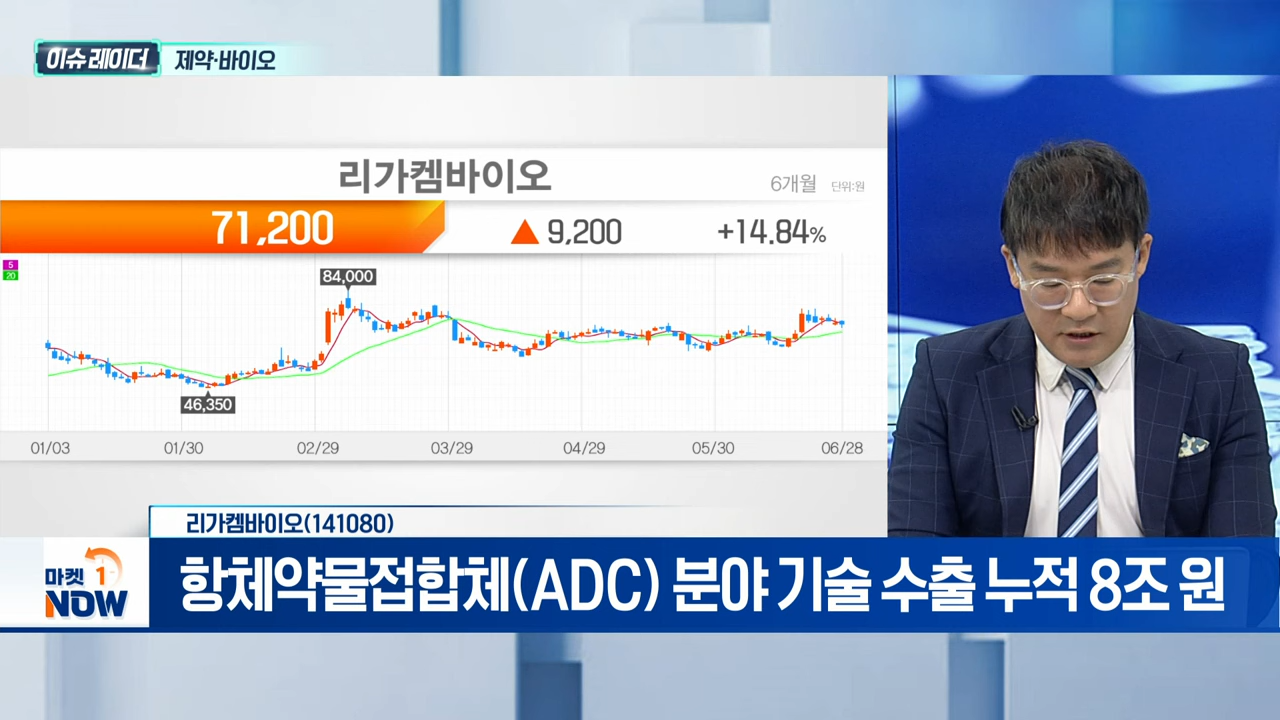 이슈 레이더 제약·바이오
리가켐바이오
6개월 단위:원
71,200 ▲ 9,200 +14.84%
5
20
84,000
46,350
01/03 01/30 02/29 03/29 04/29 05/30 06/28
리가켐바이오(141080)
마켓 1
NOW
항체약물접합체(ADC) 분야 기술 수출 누적 8조 원